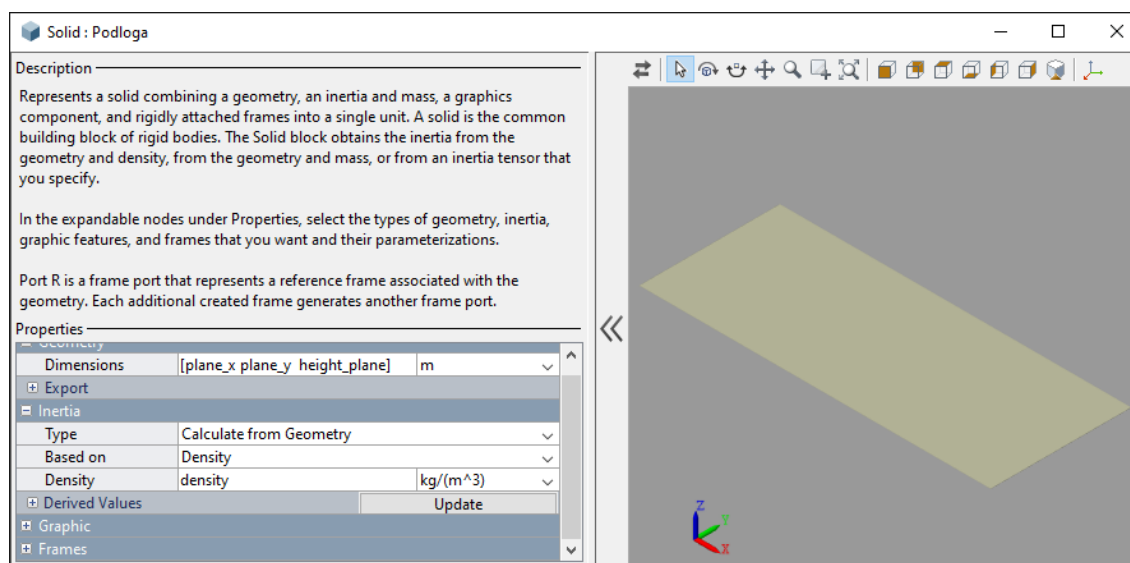 Solid : Podloga
Description
Represents a solid combining a geometry, an inertia and mass, a graphics
component, and rigidly attached frames into a single unit. A solid is the common
building block of rigid bodies. The Solid block obtains the inertia from the
geometry and density, from the geometry and mass, or from an inertia tensor that
you specify.
In the expandable nodes under Properties, select the types of geometry, inertia,
graphic features, and frames that you want and their parameterizations.
Port R is a frame port that represents a reference frame associated with the
geometry. Each additional created frame generates another frame port.
Properties
Geometry
Dimensions [plane_x plane_y height_plane] m
Export
Inertia
Type Calculate from Geometry
Based on Density
Density density kg/(m^3)
Derived Values Update
Graphic
Frames
Z
Y
X